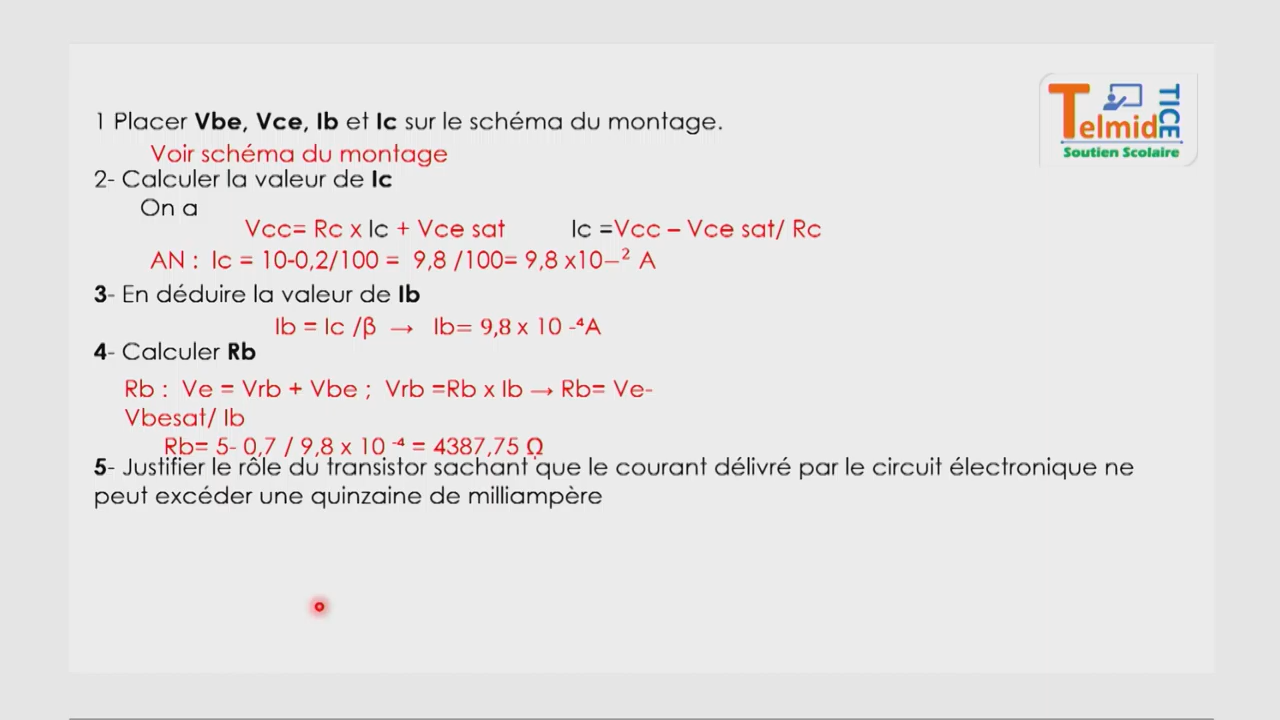 Telmid TICE
Soutien Scolaire
1 Placer Vbe, Vce, Ib et Ic sur le schéma du montage.
Voir schéma du montage
2- Calculer la valeur de Ic
On a
Vcc= Rc x Ic + Vce sat Ic =Vcc – Vce sat/ Rc
AN : Ic = 10-0,2/100 = 9,8 /100= 9,8 x10−² A
3- En déduire la valeur de Ib
Ib = Ic /β → Ib= 9,8 x 10 -⁴A
4- Calculer Rb
Rb : Ve = Vrb + Vbe ; Vrb =Rb x Ib → Rb= Ve-
Vbesat/ Ib
Rb= 5- 0,7 / 9,8 x 10 ⁻⁴ = 4387,75 Ω
5- Justifier le rôle du transistor sachant que le courant délivré par le circuit électronique ne
peut excéder une quinzaine de milliampère